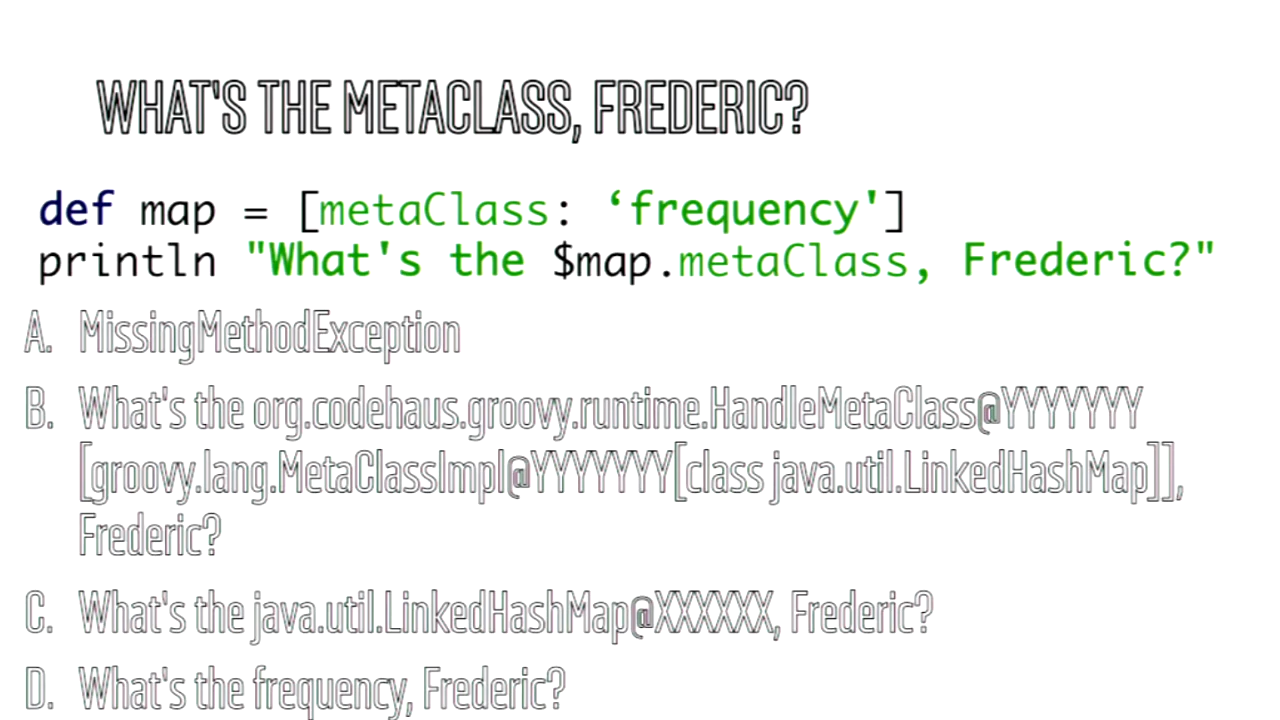 WHAT'S THE METACLASS, FREDERIC?
def map = [metaClass: ‘frequency']
println "What's the $map.metaClass, Frederic?"
A. MissingMethodException
B. What's the org.codehaus.groovy.runtime.HandleMetaClass@YYYYYYY
[groovy.lang.MetaClassImpl@YYYYYYY[class java.util.LinkedHashMap]],
Frederic?
C. What's the java.util.LinkedHashMap@XXXXXX, Frederic?
D. What's the frequency, Frederic?